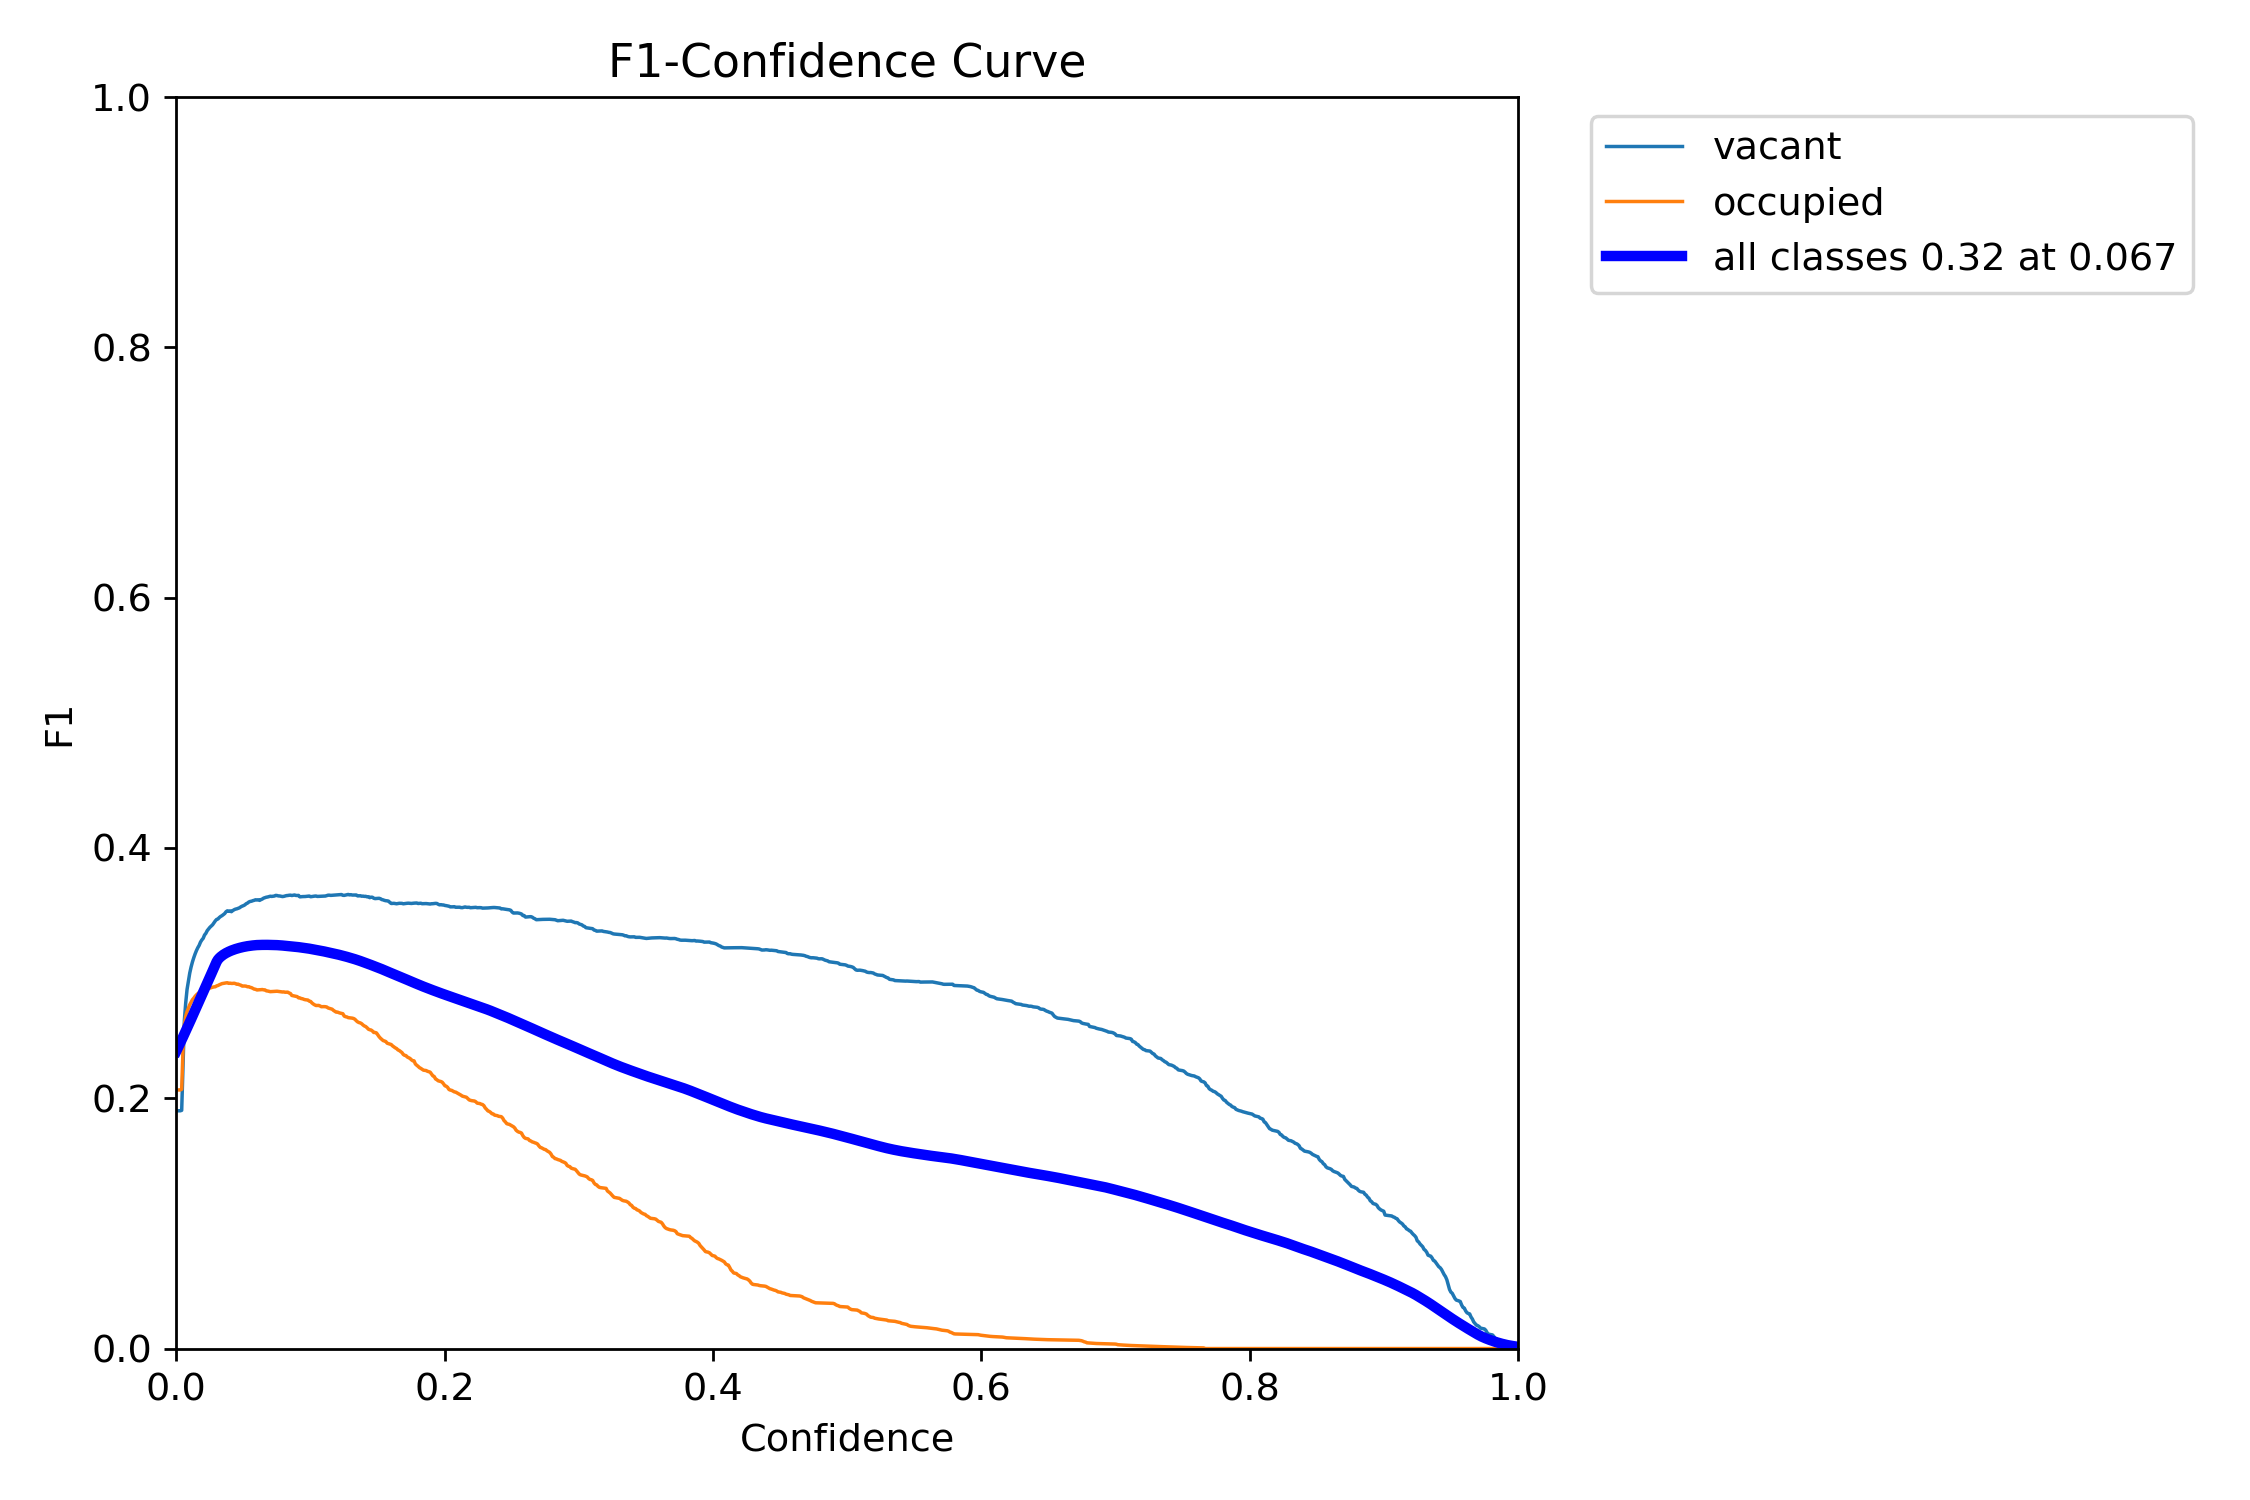 F1-Confidence Curve
1.0
0.8
0.6
0.4
0.2
0.0
F1
0.0 0.2 0.4 0.6 0.8 1.0
Confidence
vacant
occupied
all classes 0.32 at 0.067